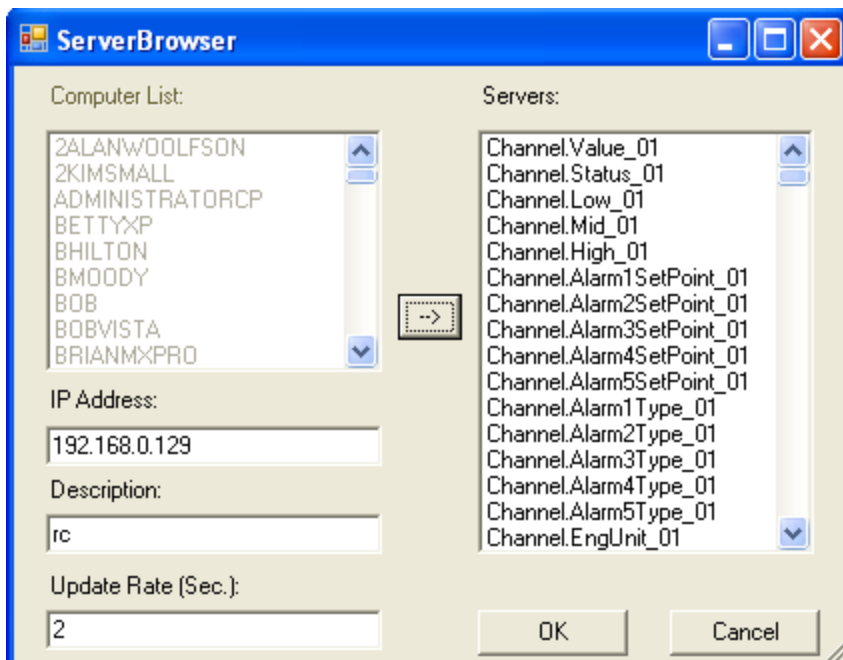 ServerBrowser
Computer List:
2ALANWOOLFSON
2KIMSMALL
ADMINISTRATORCP
BETTYXP
BHILTON
BMOODY
BOB
BOBVISTA
BRIANMXPRO
IP Address:
192.168.0.129
Description:
rc
Update Rate (Sec.):
2
-->
Servers:
Channel.Value_01
Channel.Status_01
Channel.Low_01
Channel.Mid_01
Channel.High_01
Channel.Alarm1SetPoint_01
Channel.Alarm2SetPoint_01
Channel.Alarm3SetPoint_01
Channel.Alarm4SetPoint_01
Channel.Alarm5SetPoint_01
Channel.Alarm1Type_01
Channel.Alarm2Type_01
Channel.Alarm3Type_01
Channel.Alarm4Type_01
Channel.Alarm5Type_01
Channel.EngUnit_01
OK
Cancel